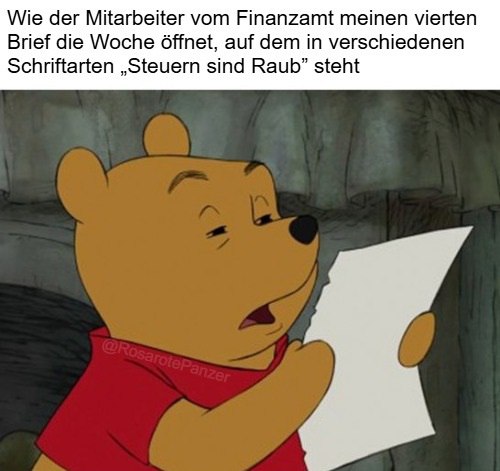 Wie der Mitarbeiter vom Finanzamt meinen vierten
Brief die Woche öffnet, auf dem in verschiedenen
Schriftarten „Steuern sind Raub” steht
@RosarotePanzer